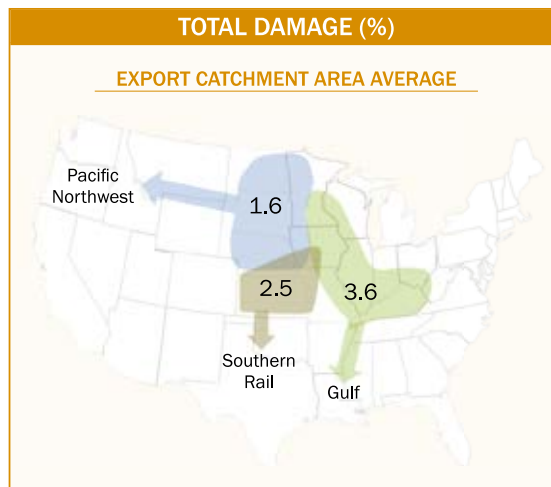 TOTAL DAMAGE (%)
EXPORT CATCHMENT AREA AVERAGE
Pacific
Northwest
1.6
2.5
3.6
Southern
Rail
Gulf